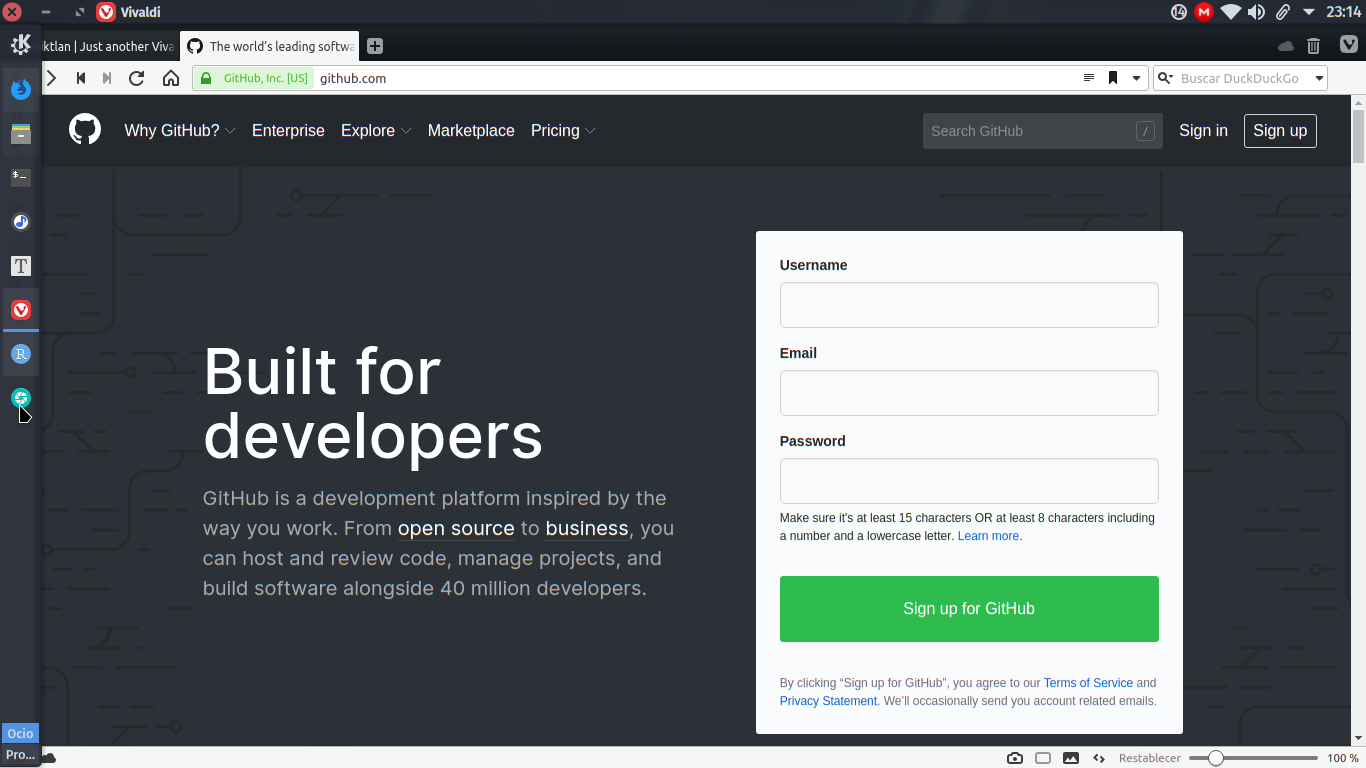 Vivaldi
14
23:14
ktlan | Just another Viva
The world's leading softwa
GitHub, Inc. [US]
github.com
Buscar DuckDuckGo
Why GitHub?
Enterprise
Explore
Marketplace
Pricing
Search GitHub
/
Sign in
Sign up
Built for
developers
GitHub is a development platform inspired by the
way you work. From open source to business, you
can host and review code, manage projects, and
build software alongside 40 million developers.
Username
Email
Password
Make sure it's at least 15 characters OR at least 8 characters including
a number and a lowercase letter. Learn more.
Sign up for GitHub
By clicking “Sign up for GitHub”, you agree to our Terms of Service and
Privacy Statement. We’ll occasionally send you account related emails.
Ocio
Pro...
Restablecer
100 %